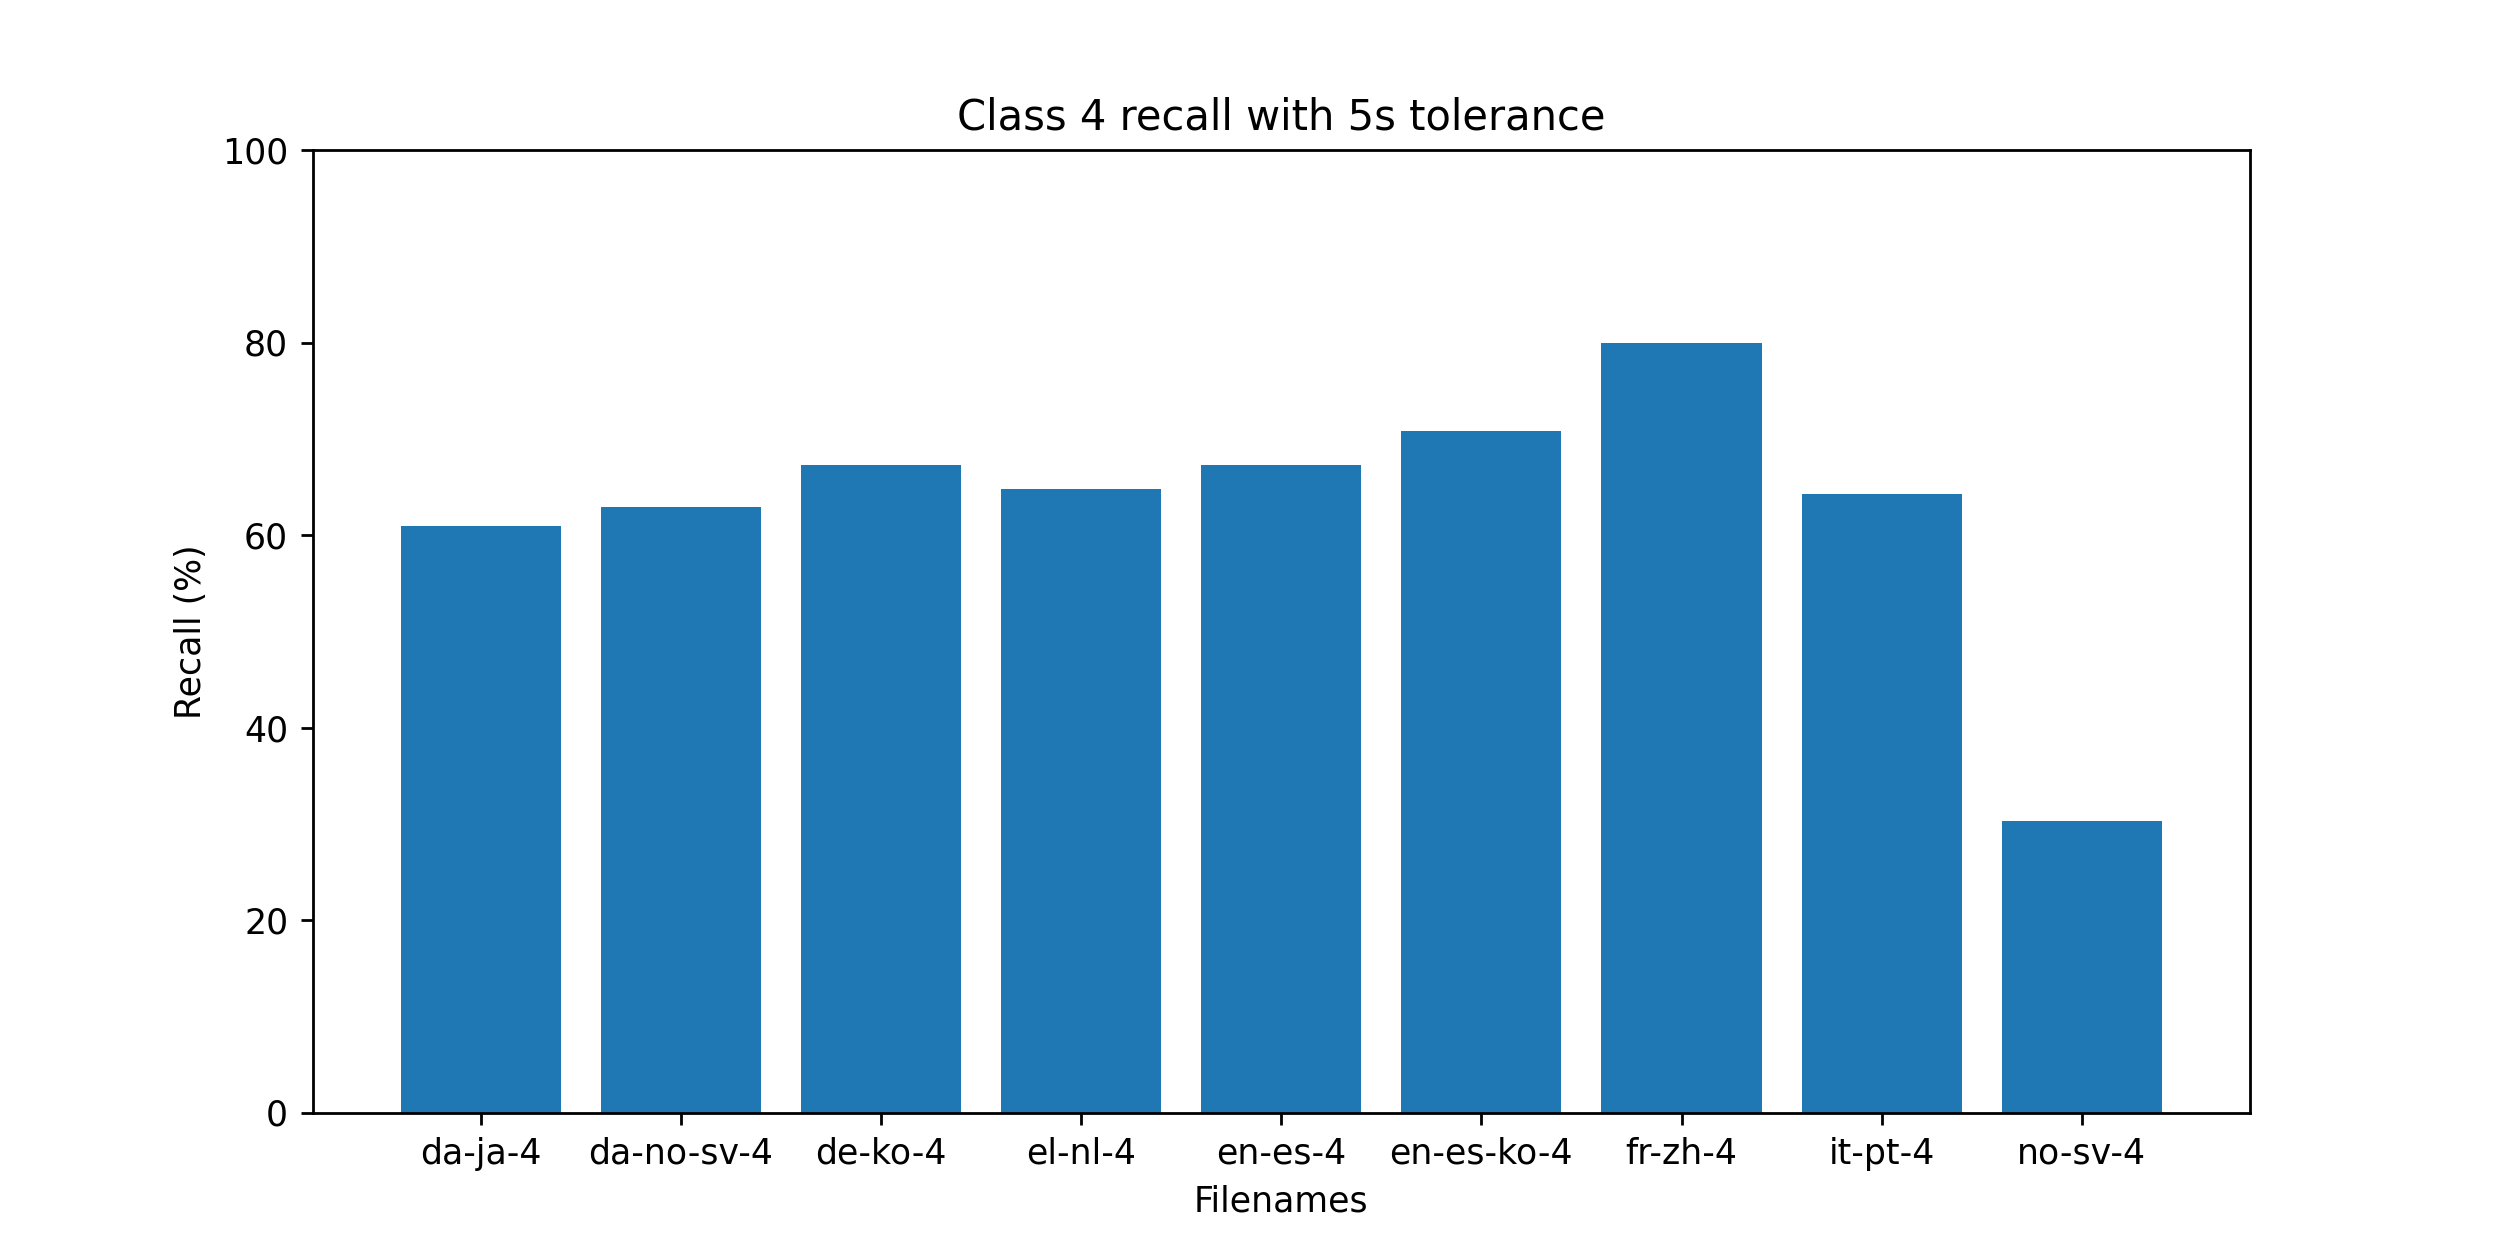 Class 4 recall with 5s tolerance
100
80
60
40
20
0
Recall (%)
da-ja-4 da-no-sv-4 de-ko-4 el-nl-4 en-es-4 en-es-ko-4 fr-zh-4 it-pt-4 no-sv-4
Filenames